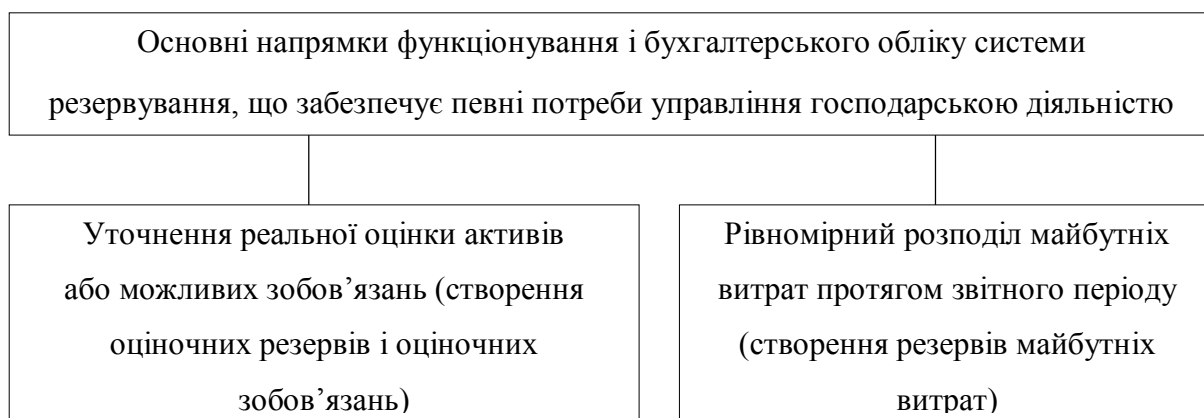 Основні напрямки функціонування і бухгалтерського обліку системи
резервування, що забезпечує певні потреби управління господарською діяльністю
Уточнення реальної оцінки активів
або можливих зобов’язань (створення
оціночних резервів і оціночних
зобов’язань)
Рівномірний розподіл майбутніх
витрат протягом звітного періоду
(створення резервів майбутніх
витрат)